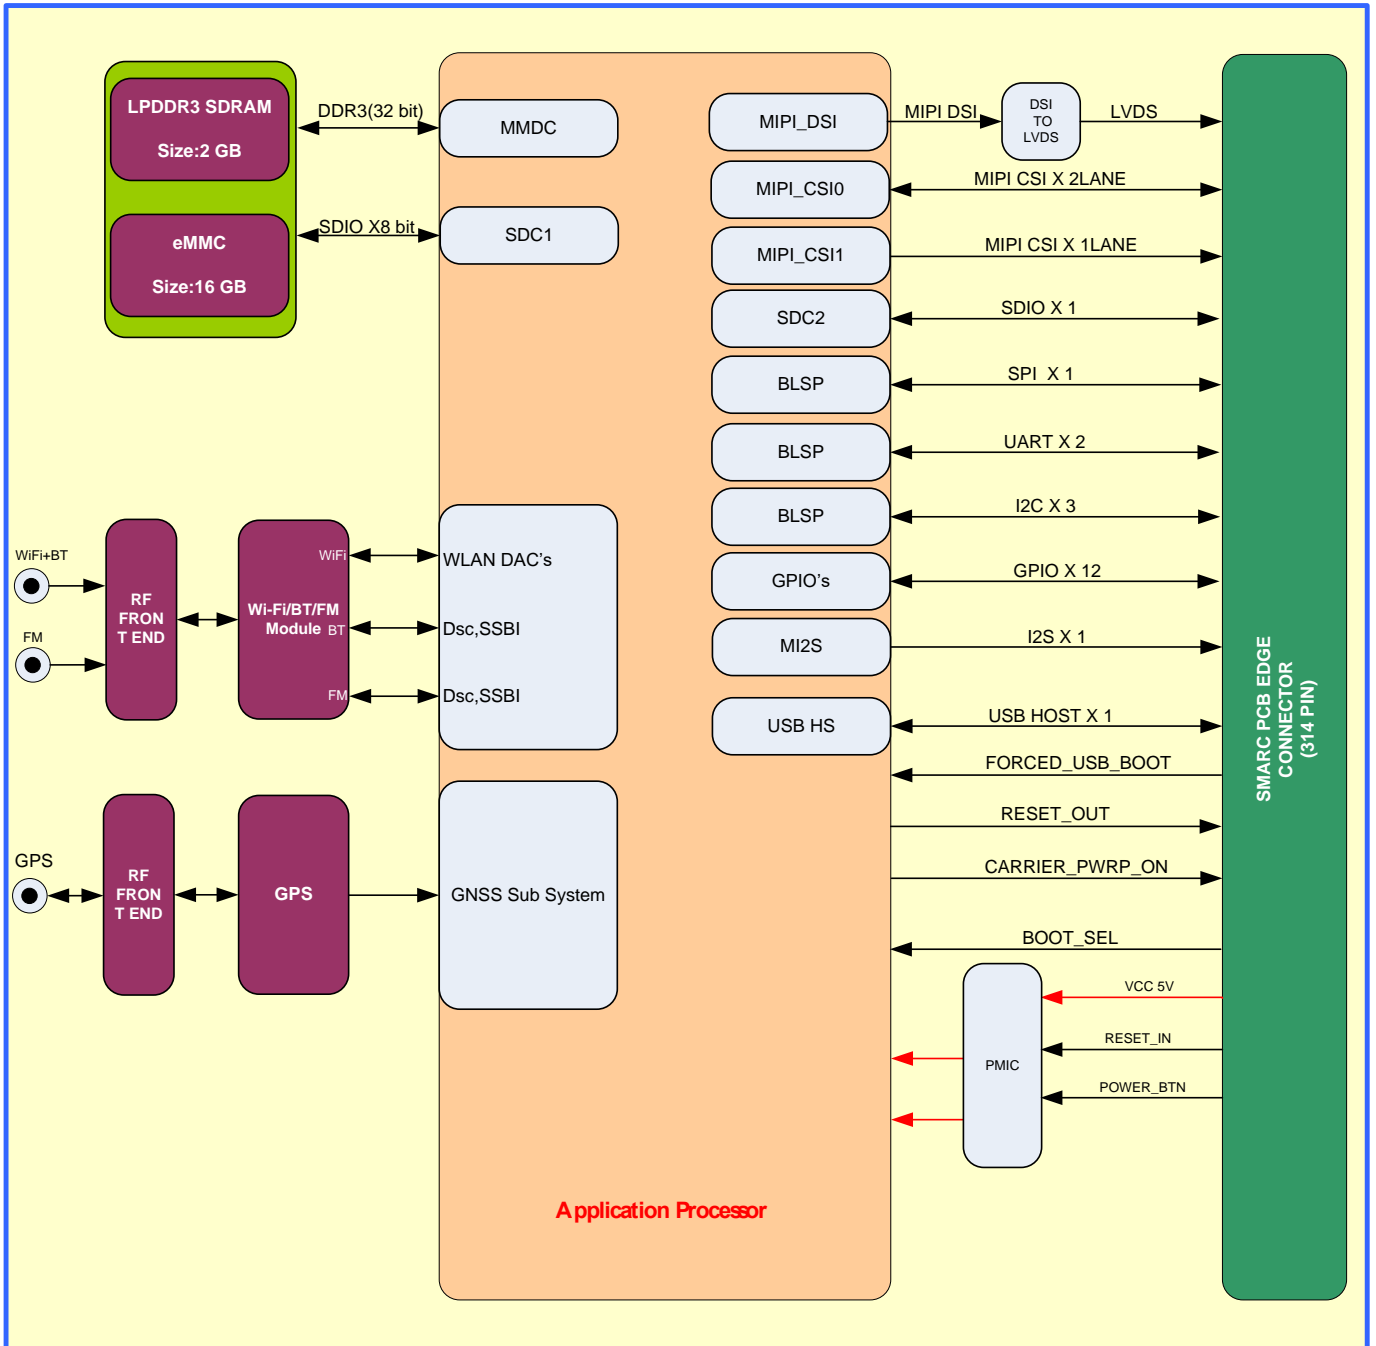 LPDDR3 SDRAM
Size:2 GB
eMMC
Size:16 GB
DDR3(32 bit)
SDIO X8 bit
MMDC
SDC1
MIPI_DSI
MIPI DSI
DSI
TO
LVDS
LVDS
MIPI_CSI0
MIPI CSI X 2LANE
MIPI_CSI1
MIPI CSI X 1LANE
SDC2
SDIO X 1
BLSP
SPI X 1
BLSP
UART X 2
BLSP
I2C X 3
GPIO's
GPIO X 12
MI2S
I2S X 1
USB HS
USB HOST X 1
FORCED_USB_BOOT
RESET_OUT
CARRIER_PWRP_ON
BOOT_SEL
VCC 5V
RESET_IN
POWER_BTN
PMIC
SMARC PCB EDGE
CONNECTOR
(314 PIN)
WiFi+BT
FM
RF
FRON
T END
Wi-Fi/BT/FM
Module
WiFi
BT
FM
WLAN DAC's
Dsc,SSBI
Dsc,SSBI
GPS
RF
FRON
T END
GPS
GNSS Sub System
Application Processor